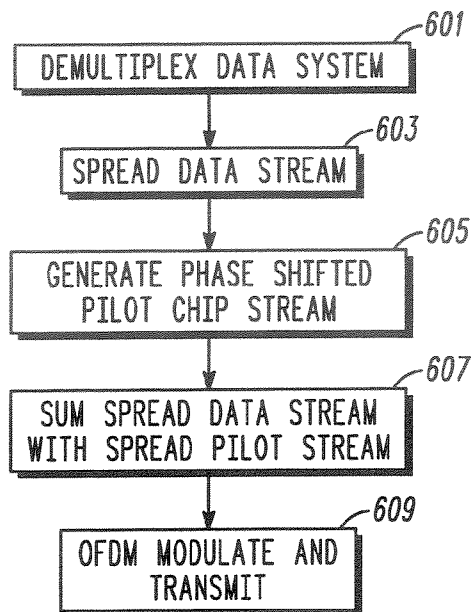 601
DEMULTIPLEX DATA SYSTEM
603
SPREAD DATA STREAM
605
GENERATE PHASE SHIFTED
PILOT CHIP STREAM
607
SUM SPREAD DATA STREAM
WITH SPREAD PILOT STREAM
609
OFDM MODULATE AND
TRANSMIT